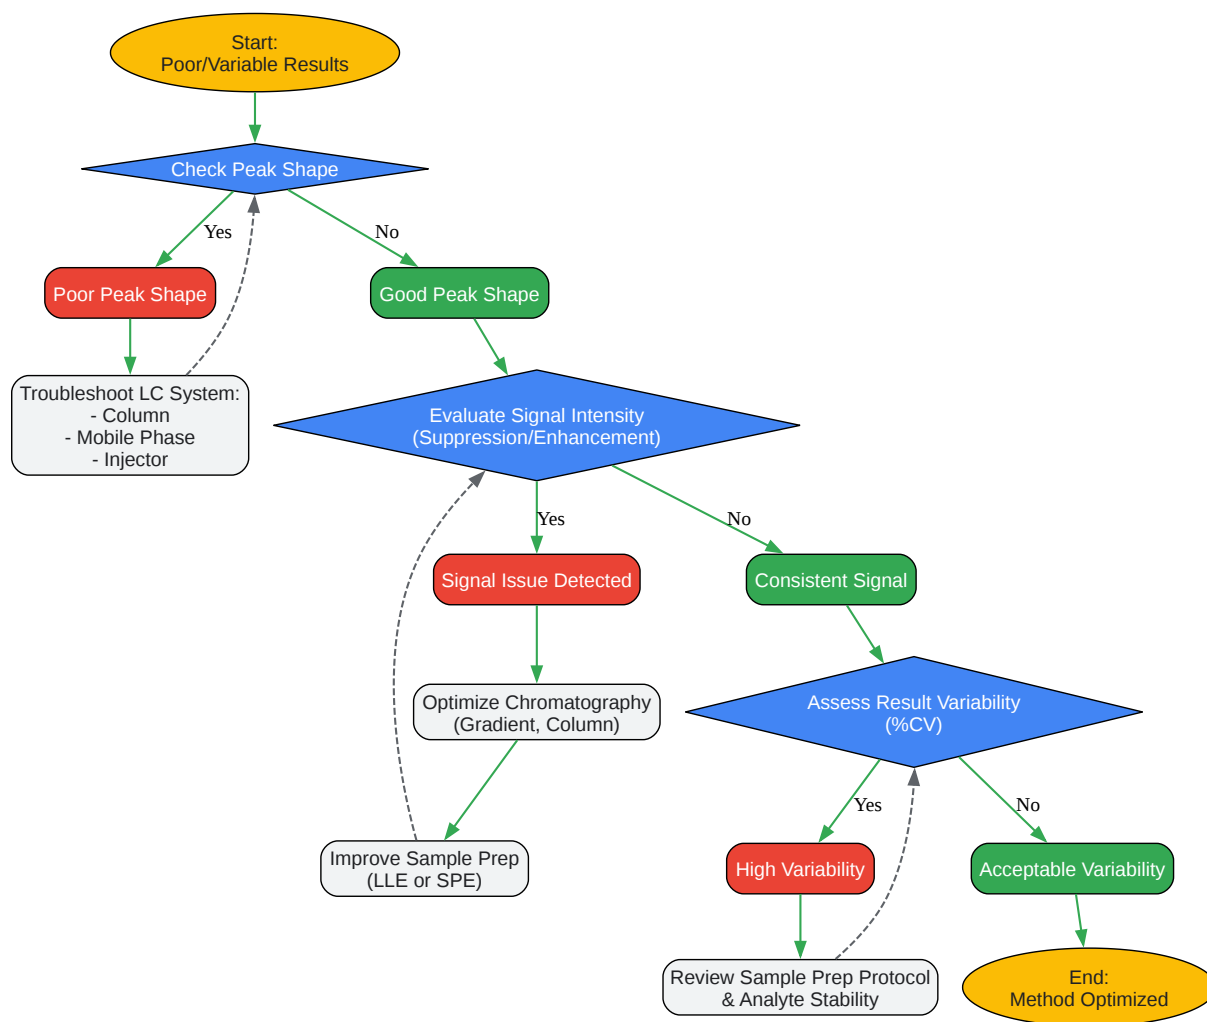 Start:
Poor/Variable Results
Check Peak Shape
Yes
No
Poor Peak Shape
Good Peak Shape
Troubleshoot LC System:
- Column
- Mobile Phase
- Injector
Evaluate Signal Intensity
(Suppression/Enhancement)
Yes
No
Signal Issue Detected
Consistent Signal
Optimize Chromatography
(Gradient, Column)
Assess Result Variability
(%CV)
Yes
No
Improve Sample Prep
(LLE or SPE)
High Variability
Acceptable Variability
Review Sample Prep Protocol
& Analyte Stability
End:
Method Optimized